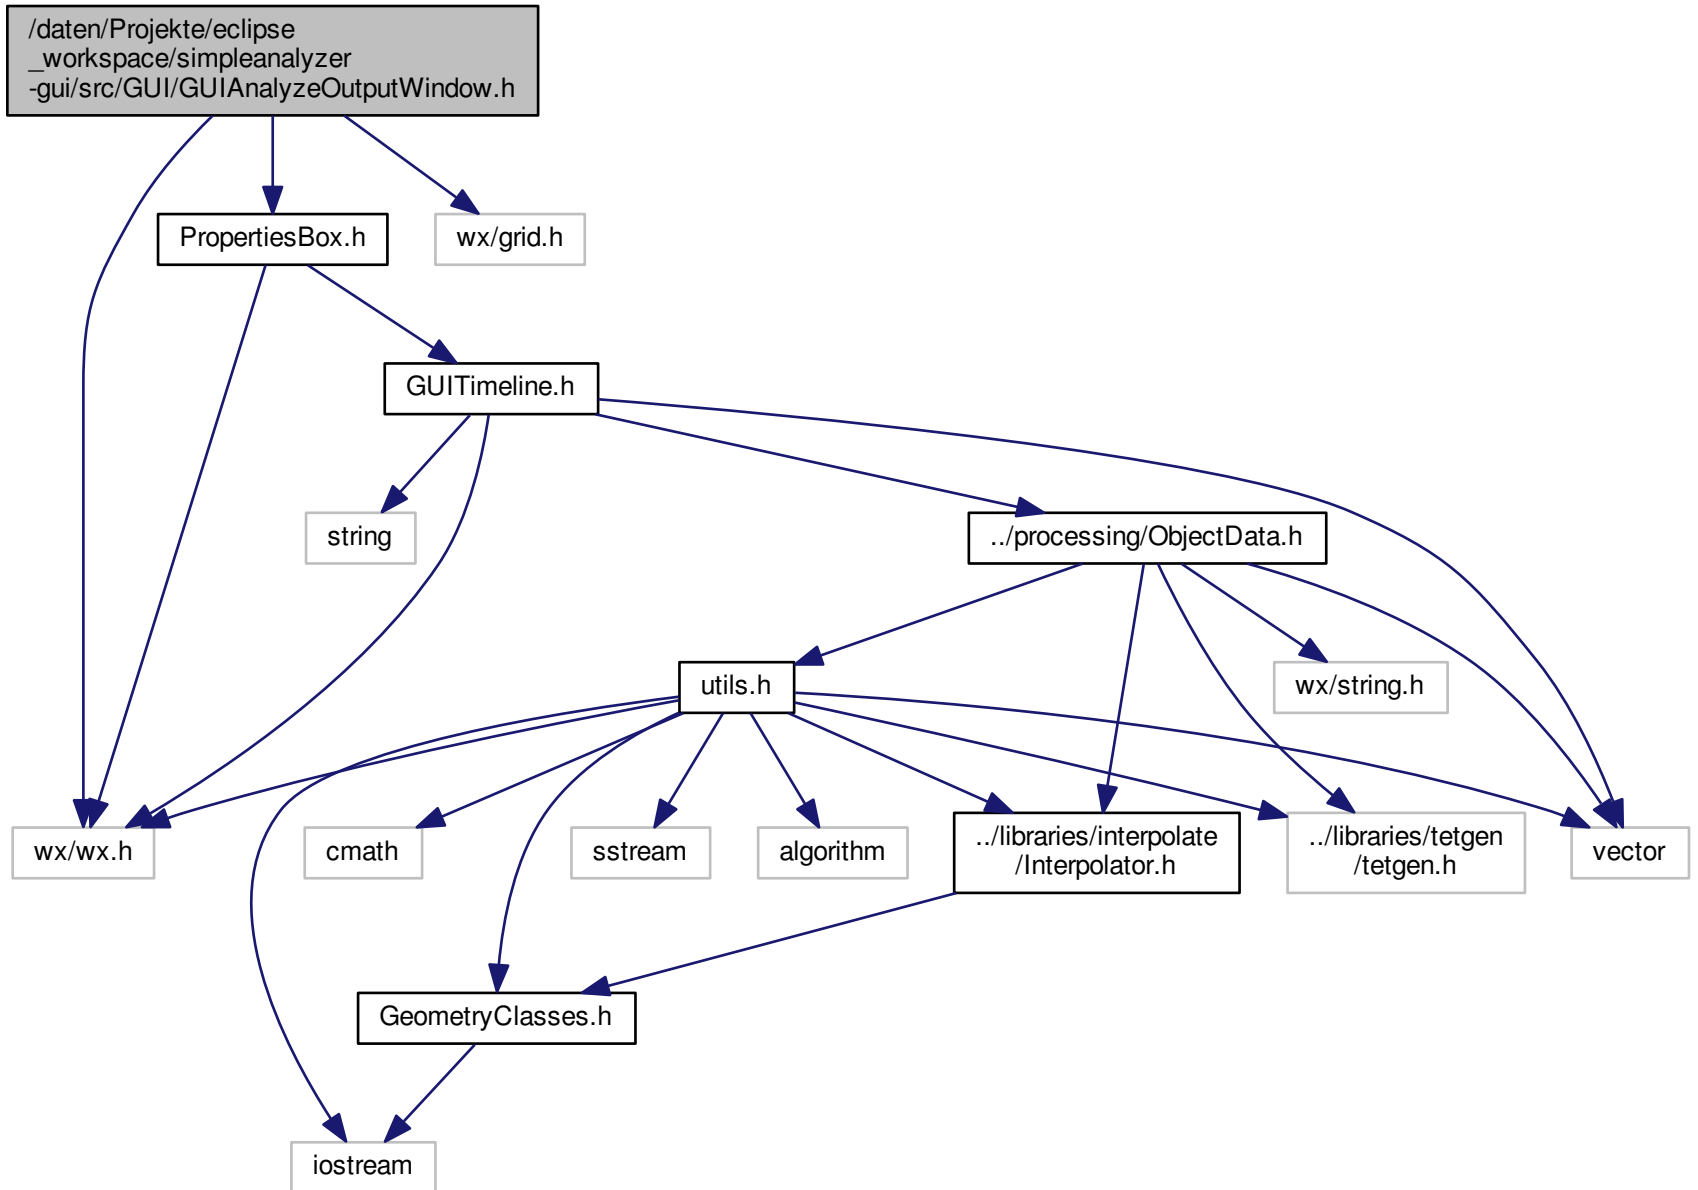 /daten/Projekte/eclipse
_workspace/simpleanalyzer
-gui/src/GUI/GUIAnalyzeOutputWindow.h
PropertiesBox.h
wx/grid.h
GUITimeline.h
string
../processing/ObjectData.h
utils.h
wx/string.h
wx/wx.h
cmath
sstream
algorithm
../libraries/interpolate
/Interpolator.h
../libraries/tetgen
/tetgen.h
vector
GeometryClasses.h
iostream